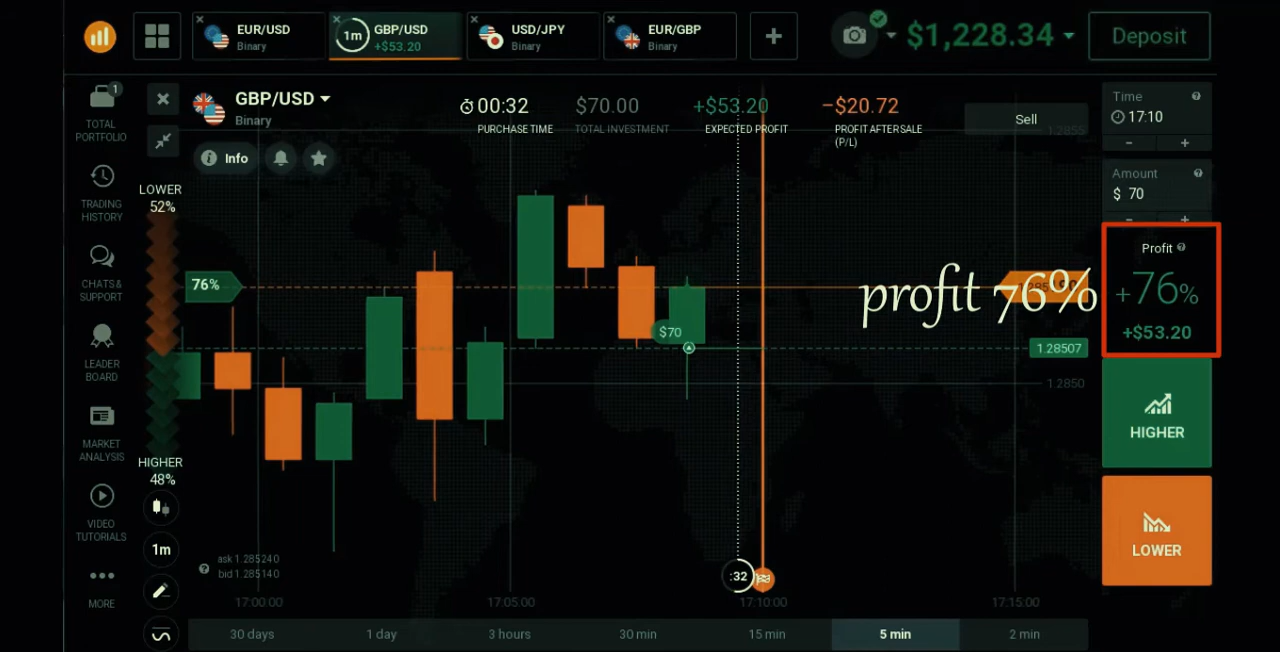 EUR/USD
Binary
1m
GBP/USD
+$53.20
USD/JPY
Binary
EUR/GBP
Binary
+
$1,228.34
Deposit
1
TOTAL
PORTFOLIO
TRADING
HISTORY
CHATS &
SUPPORT
LEADER
BOARD
MARKET
ANALYSIS
VIDEO
TUTORIALS
MORE
GBP/USD
Binary
00:32
PURCHASE TIME
$70.00
TOTAL INVESTMENT
+$53.20
EXPECTED PROFIT
−$20.72
PROFIT AFTER SALE
(P/L)
Sell
1.2855
Info
LOWER
52%
HIGHER
48%
1m
76%
$70
profit 76%
1.28507
1.2850
ask 1.285240
bid 1.285140
:32
17:00:00
17:05:00
17:10:00
17:15:00
30 days
1 day
3 hours
30 min
15 min
5 min
2 min
Time
17:10
- +
Amount
$ 70
- +
Profit
+76%
+$53.20
HIGHER
LOWER